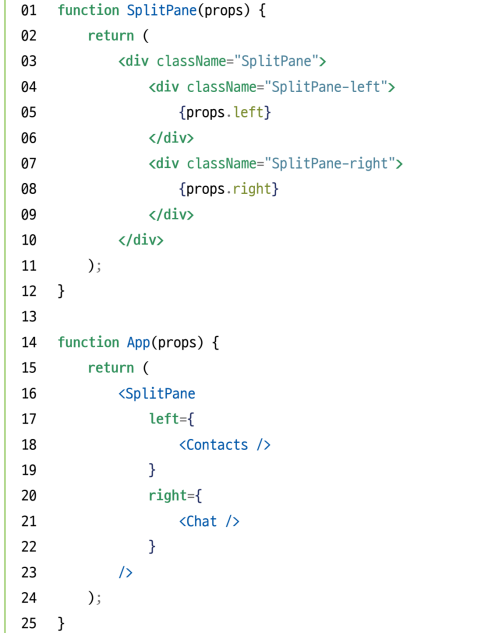 01 function SplitPane(props) {
02     return (
03         <div className="SplitPane">
04             <div className="SplitPane-left">
05                 {props.left}
06             </div>
07             <div className="SplitPane-right">
08                 {props.right}
09             </div>
10         </div>
11     );
12 }
13
14 function App(props) {
15     return (
16         <SplitPane
17             left={
18                 <Contacts />
19             }
20             right={
21                 <Chat />
22             }
23         />
24     );
25 }